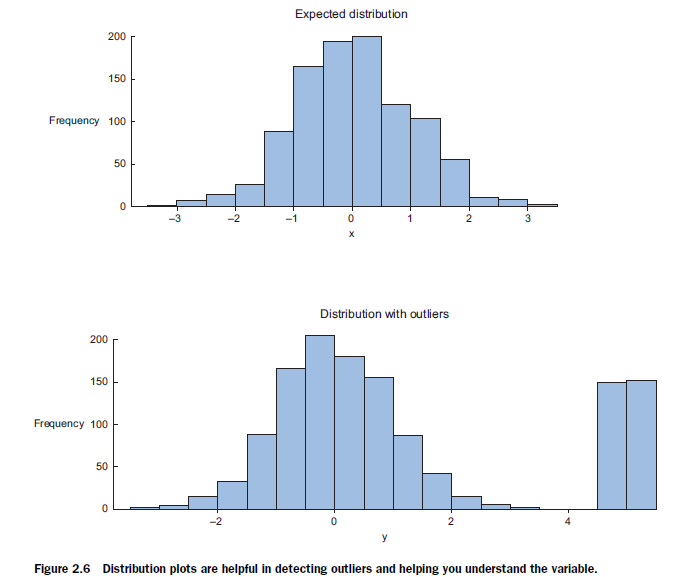 Expected distribution
200
150
Frequency 100
50
0
–3 –2 –1 0 1 2 3
x
Distribution with outliers
200
150
Frequency 100
50
0
–2 0 2 4
y
Figure 2.6 Distribution plots are helpful in detecting outliers and helping you understand the variable.